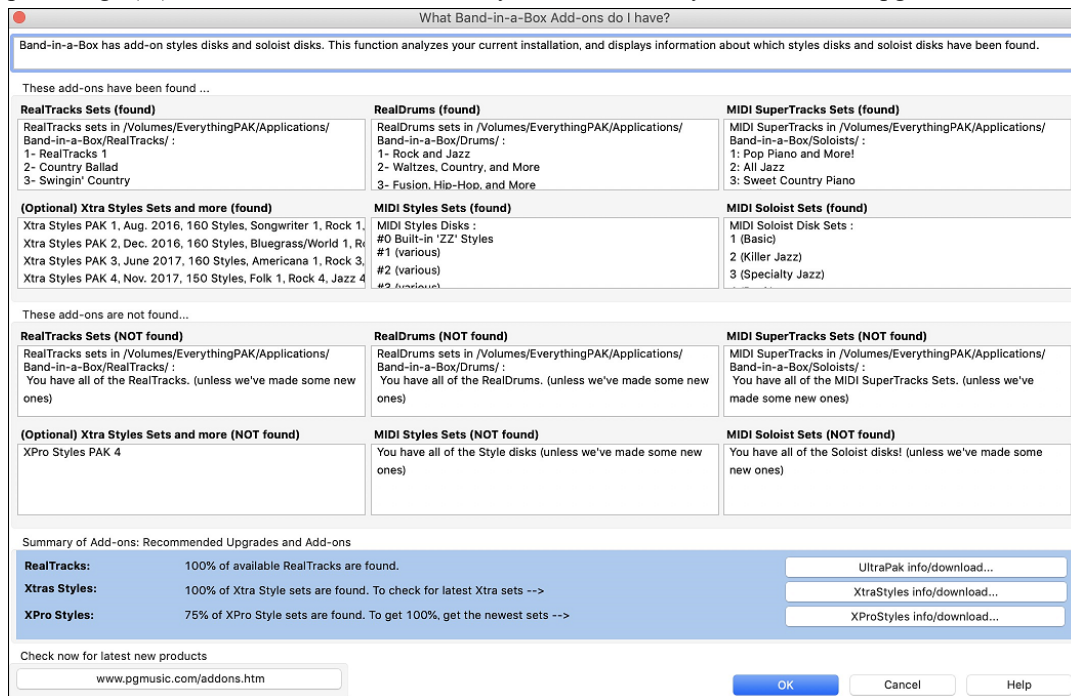 What Band-in-a-Box Add-ons do I have?
Band-in-a-Box has add-on styles disks and soloist disks. This function analyzes your current installation, and displays information about which styles disks and soloist disks have been found.
These add-ons have been found ...
RealTracks Sets (found)
RealTracks sets in /Volumes/EverythingPAK/Applications/
Band-in-a-Box/RealTracks/ :
1- RealTracks 1
2- Country Ballad
3- Swingin' Country
RealDrums (found)
RealDrums sets in /Volumes/EverythingPAK/Applications/
Band-in-a-Box/Drums/ :
1- Rock and Jazz
2- Waltzes, Country, and More
3- Fusion, Hip-Hop, and More
MIDI SuperTracks Sets (found)
MIDI SuperTracks in /Volumes/EverythingPAK/Applications/
Band-in-a-Box/Soloists/ :
1: Pop Piano and More!
2: All Jazz
3: Sweet Country Piano
(Optional) Xtra Styles Sets and more (found)
Xtra Styles PAK 1, Aug. 2016, 160 Styles, Songwriter 1, Rock 1,
Xtra Styles PAK 2, Dec. 2016, 160 Styles, Bluegrass/World 1, Ro
Xtra Styles PAK 3, June 2017, 160 Styles, Americana 1, Rock 3,
Xtra Styles PAK 4, Nov. 2017, 150 Styles, Folk 1, Rock 4, Jazz 4
MIDI Styles Sets (found)
MIDI Styles Disks :
#0 Built-in 'ZZ' Styles
#1 (various)
#2 (various)
#3 (various)
MIDI Soloist Sets (found)
MIDI Soloist Disk Sets :
1 (Basic)
2 (Killer Jazz)
3 (Specialty Jazz)
These add-ons are not found...
RealTracks Sets (NOT found)
RealTracks sets in /Volumes/EverythingPAK/Applications/
Band-in-a-Box/RealTracks/ :
You have all of the RealTracks. (unless we've made some new
ones)
RealDrums (NOT found)
RealDrums sets in /Volumes/EverythingPAK/Applications/
Band-in-a-Box/Drums/ :
You have all of the RealDrums. (unless we've made some new
ones)
MIDI SuperTracks Sets (NOT found)
MIDI SuperTracks in /Volumes/EverythingPAK/Applications/
Band-in-a-Box/Soloists/ :
You have all of the MIDI SuperTracks Sets. (unless we've
made some new ones)
(Optional) Xtra Styles Sets and more (NOT found)
XPro Styles PAK 4
MIDI Styles Sets (NOT found)
You have all of the Style disks (unless we've made some new
ones)
MIDI Soloist Sets (NOT found)
You have all of the Soloist disks! (unless we've made some
new ones)
Summary of Add-ons: Recommended Upgrades and Add-ons
RealTracks: 100% of available RealTracks are found. UltraPak info/download...
Xtras Styles: 100% of Xtra Style sets are found. To check for latest Xtra sets --> XtraStyles info/download...
XPro Styles: 75% of XPro Style sets are found. To get 100%, get the newest sets --> XProStyles info/download...
Check now for latest new products
www.pgmusic.com/addons.htm
OK Cancel Help